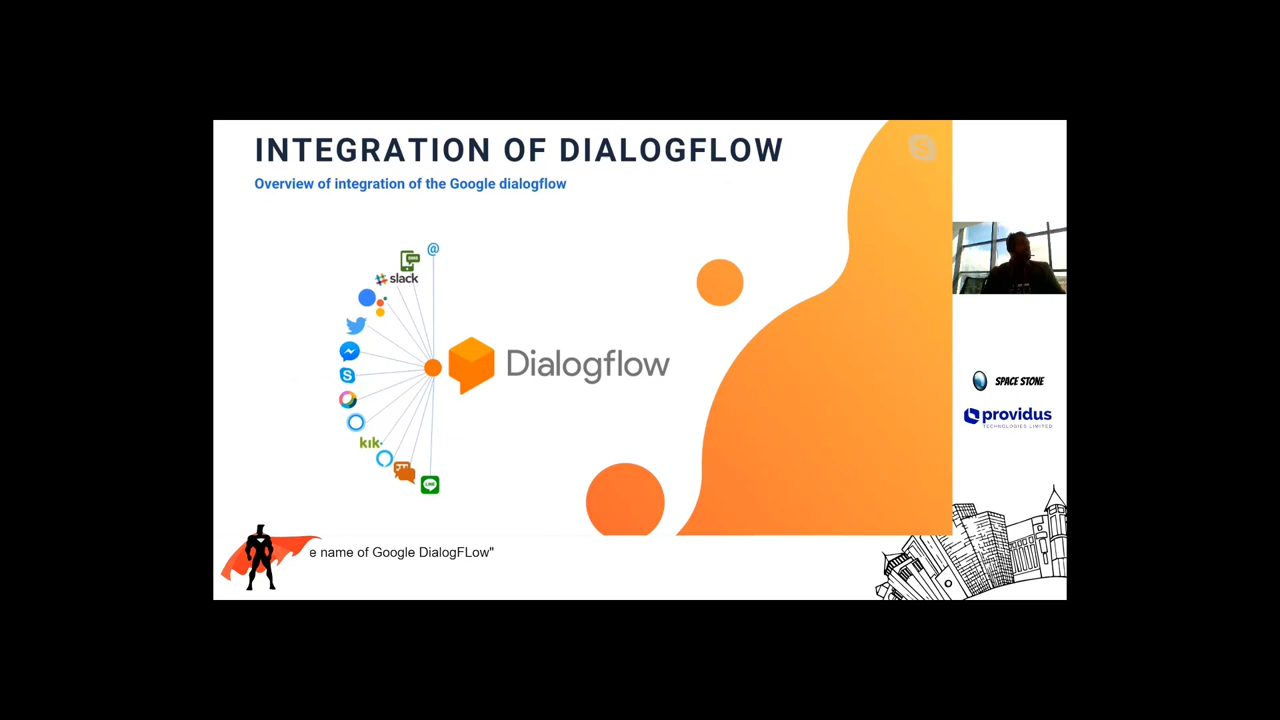 INTEGRATION OF DIALOGFLOW
Overview of integration of the Google dialogflow
@
slack
kik
LINE
Dialogflow
SPACE STONE
providus
TECHNOLOGIES LIMITED
e name of Google DialogFLow"